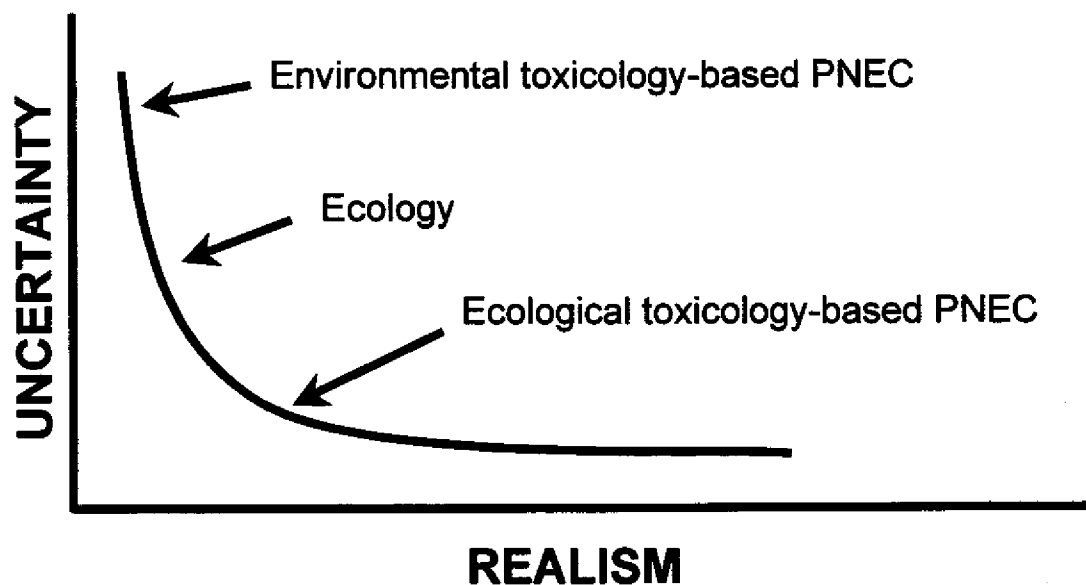 Environmental toxicology-based PNEC
Ecology
Ecological toxicology-based PNEC
UNCERTAINTY
REALISM